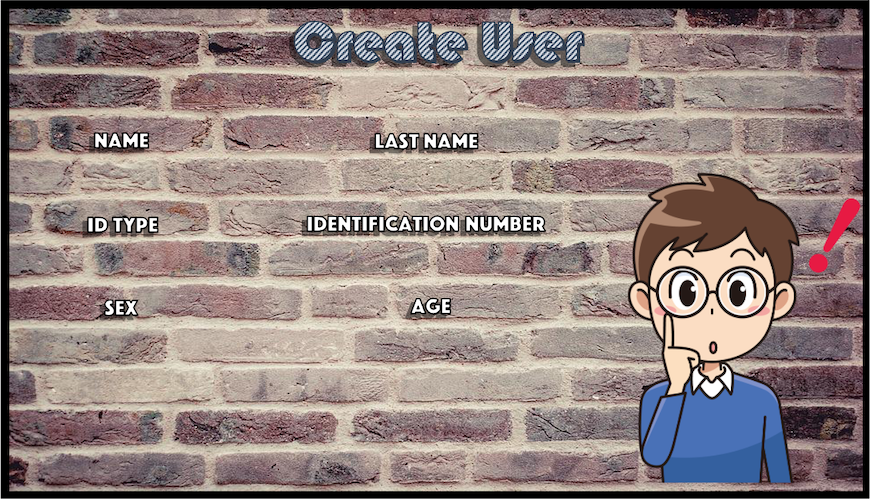 Create User
NAME
LAST NAME
ID TYPE
IDENTIFICATION NUMBER
SEX
AGE
!